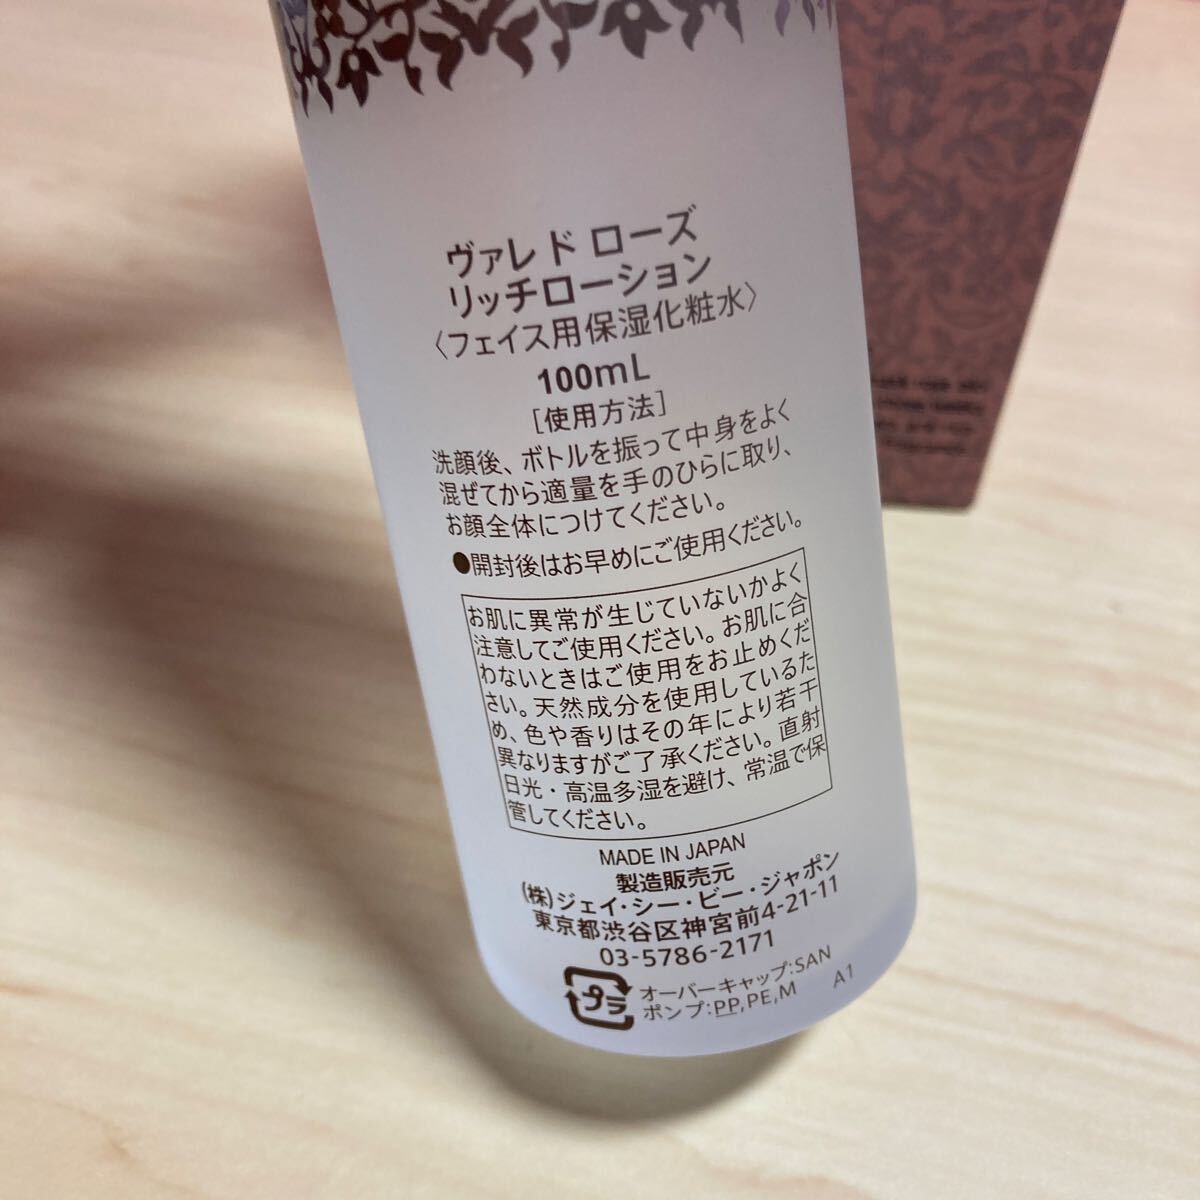 ヴァレド ローズ
リッチローション
〈フェイス用保湿化粧水〉
100mL
[使用方法]
洗顔後、ボトルを振って中身をよく
混ぜてから適量を手のひらに取り、
お顔全体につけてください。
●開封後はお早めにご使用ください。
お肌に異常が生じていないかよく
注意してご使用ください。お肌に合
わないときはご使用をお止めくだ
さい。天然成分を使用しているた
め、色や香りはその年により若干
異なりますがご了承ください。直射
日光・高温多湿を避け、常温で保
管してください。
MADE IN JAPAN
製造販売元
(株)ジェイ・シー・ビー・ジャポン
東京都渋谷区神宮前4-21-11
03-5786-2171
プラ
オーバーキャップ:SAN
ポンプ:PP,PE,M A1